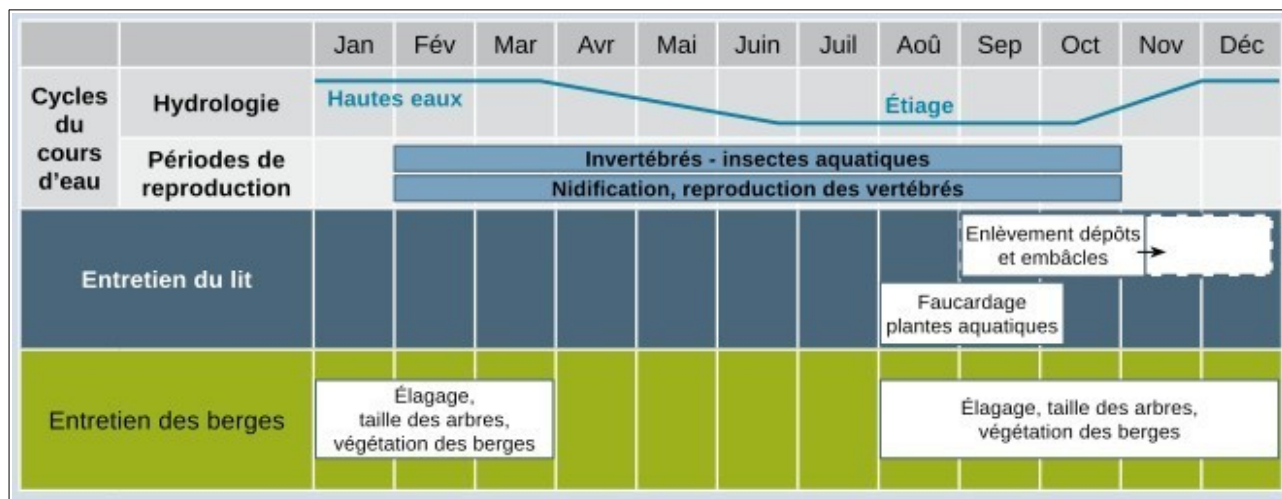 Jan Fév Mar Avr Mai Juin Juil Aoû Sep Oct Nov Déc
Cycles
du
cours
d'eau
Hydrologie
Hautes eaux
Étiage
Périodes de
reproduction
Invertébrés - insectes aquatiques
Nidification, reproduction des vertébrés
Entretien du lit
Enlèvement dépôts
et embâcles
Faucardage
plantes aquatiques
Entretien des berges
Élagage,
taille des arbres,
végétation des berges
Élagage, taille des arbres,
végétation des berges